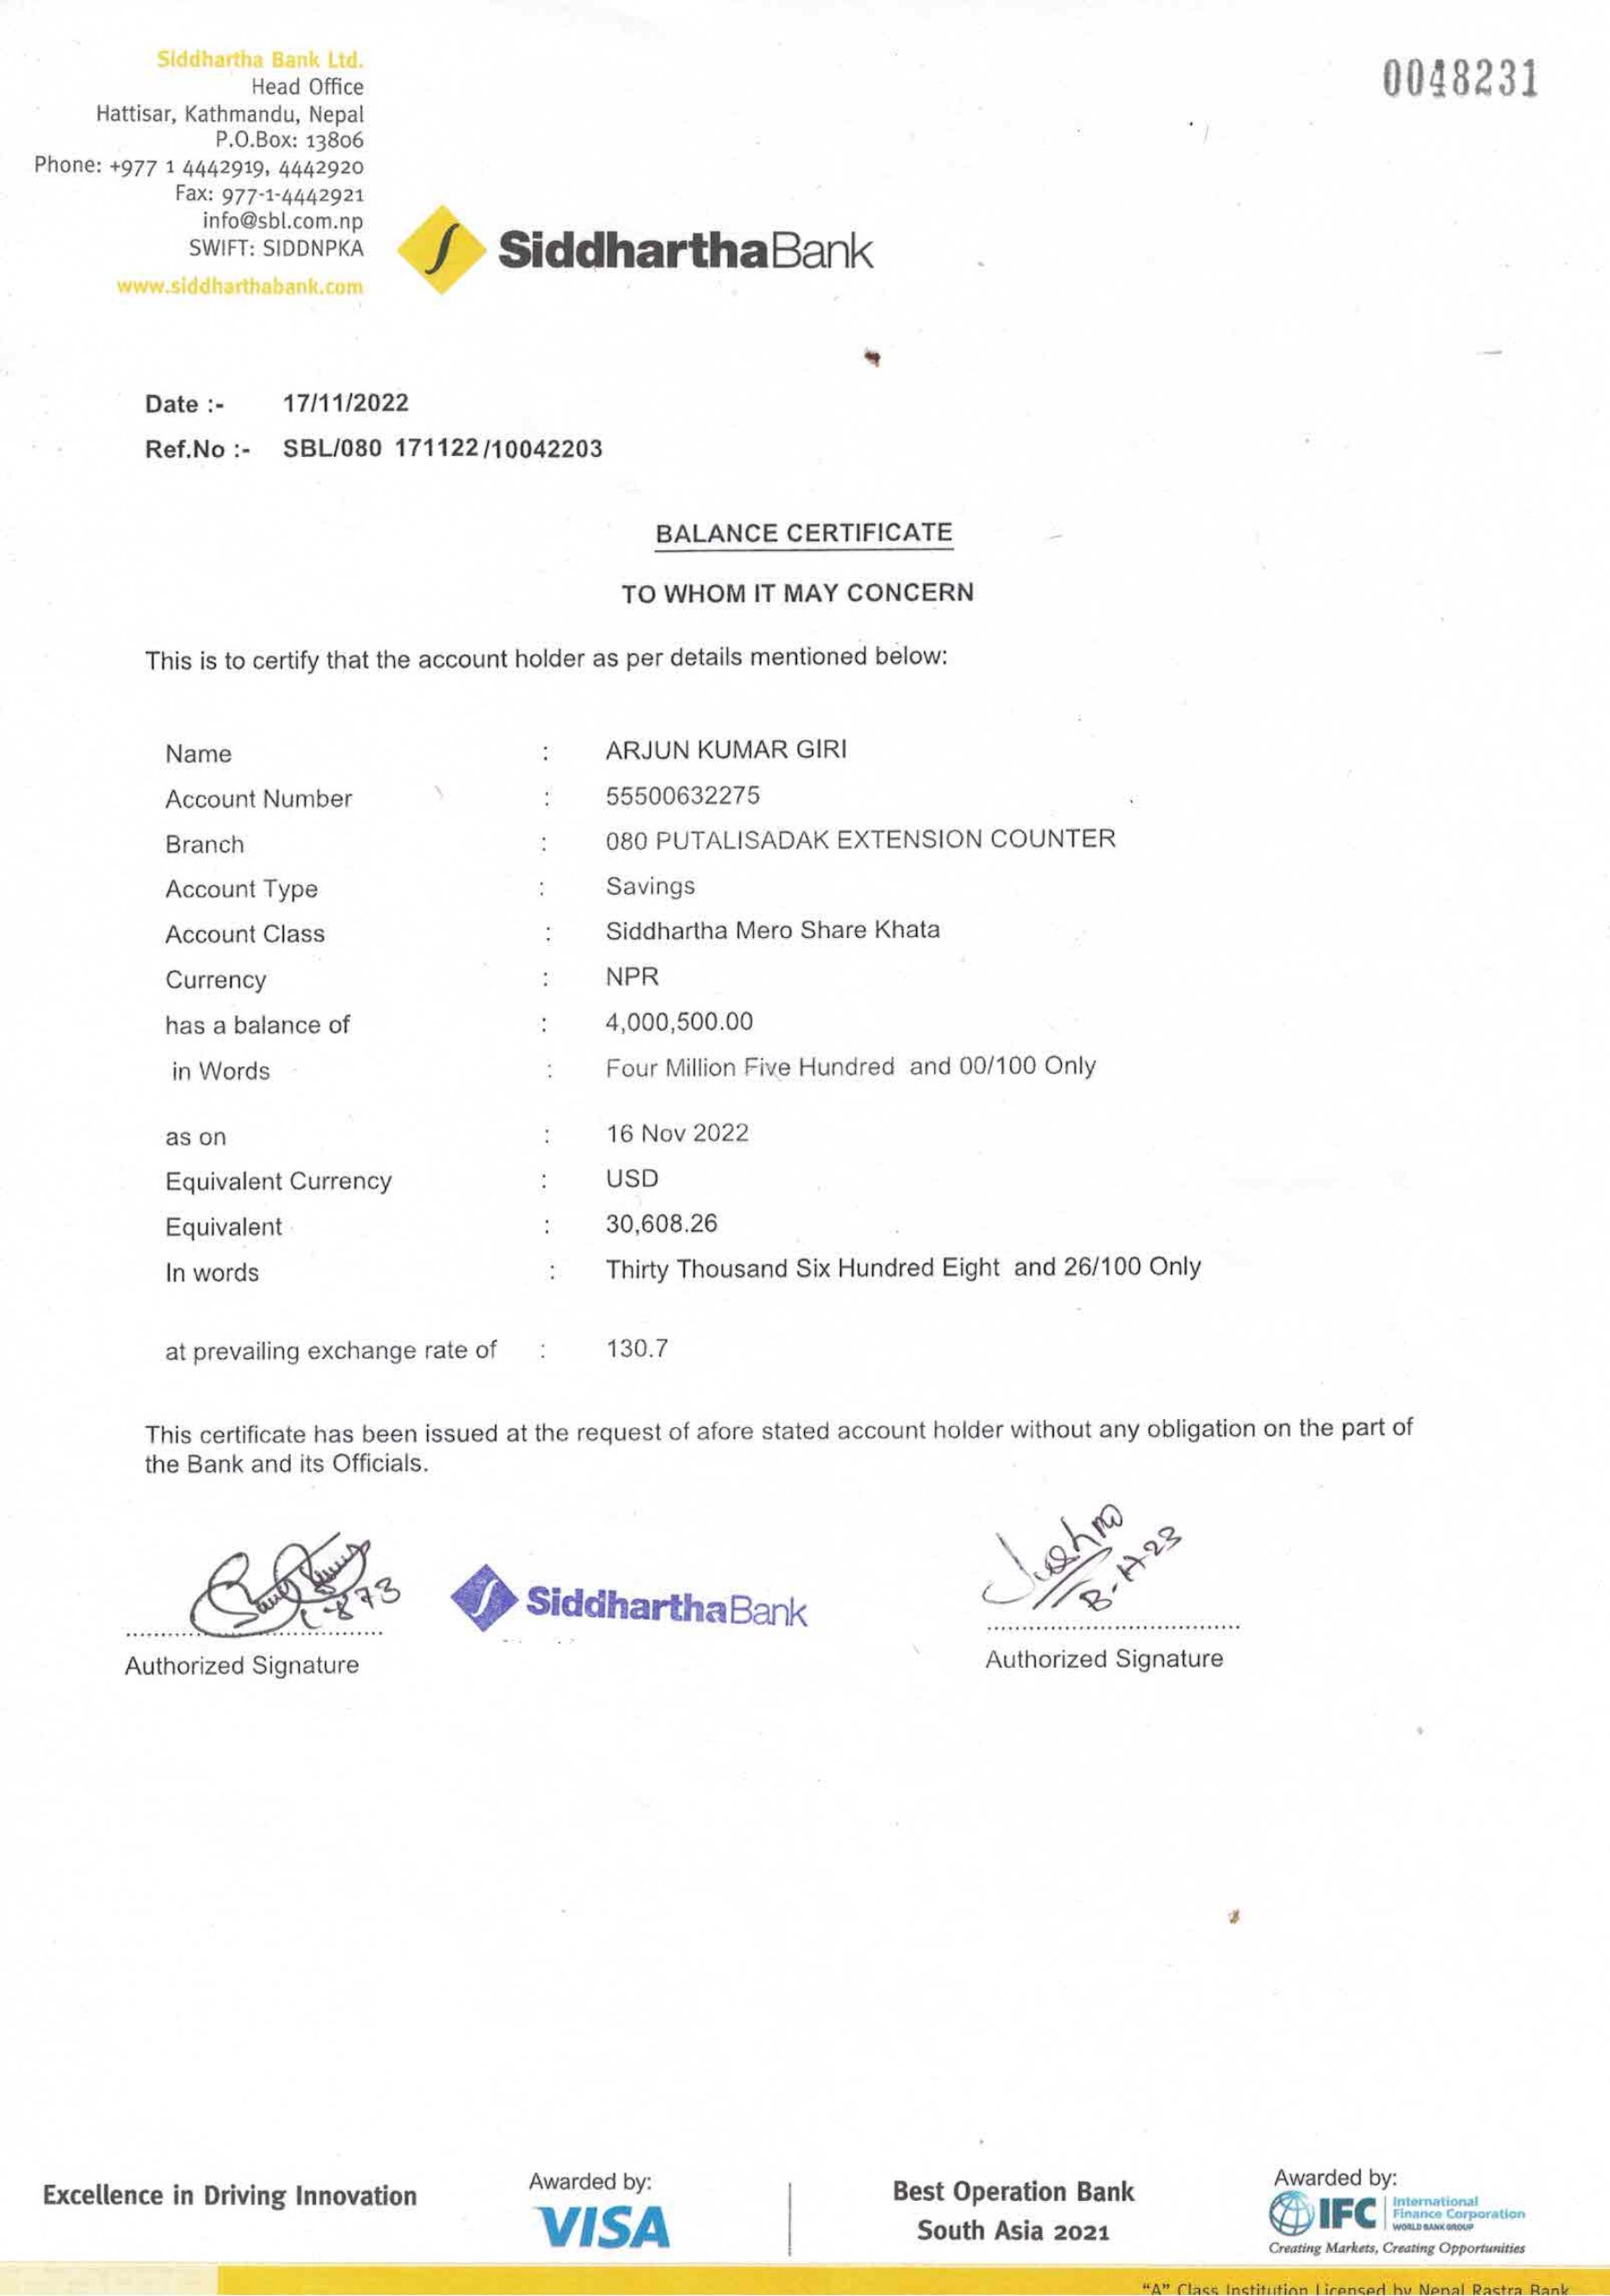 Siddhartha Bank Ltd.
Head Office
Hattisar, Kathmandu, Nepal
P.O.Box: 13806
Phone: +977 1 4442919, 4442920
Fax: 977-1-4442921
info@sbl.com.np
SWIFT: SIDDNPKA
www.siddharthabank.com
0048231
SiddharthaBank
Date :- 17/11/2022
Ref.No :- SBL/080 171122/10042203
BALANCE CERTIFICATE
TO WHOM IT MAY CONCERN
This is to certify that the account holder as per details mentioned below:
Name : ARJUN KUMAR GIRI
Account Number : 55500632275
Branch : 080 PUTALISADAK EXTENSION COUNTER
Account Type : Savings
Account Class : Siddhartha Mero Share Khata
Currency : NPR
has a balance of : 4,000,500.00
in Words : Four Million Five Hundred and 00/100 Only
as on : 16 Nov 2022
Equivalent Currency : USD
Equivalent : 30,608.26
In words : Thirty Thousand Six Hundred Eight and 26/100 Only
at prevailing exchange rate of : 130.7
This certificate has been issued at the request of afore stated account holder without any obligation on the part of
the Bank and its Officials.
SiddharthaBank
Authorized Signature
Authorized Signature
Excellence in Driving Innovation
Awarded by:
VISA
Best Operation Bank
South Asia 2021
Awarded by:
IFC International
Finance Corporation
WORLD BANK GROUP
Creating Markets, Creating Opportunities
"A" Class Institution Licensed by Nepal Rastra Bank